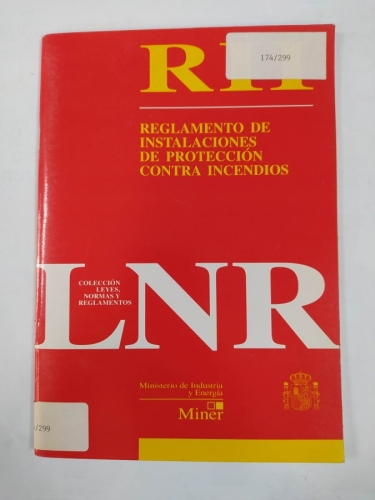 174/299
REGLAMENTO DE
INSTALACIONES
DE PROTECCIÓN
CONTRA INCENDIOS
COLECCIÓN
LEYES,
NORMAS Y
REGLAMENTOS
LNR
Ministerio de Industria
y Energía
Miner
/299